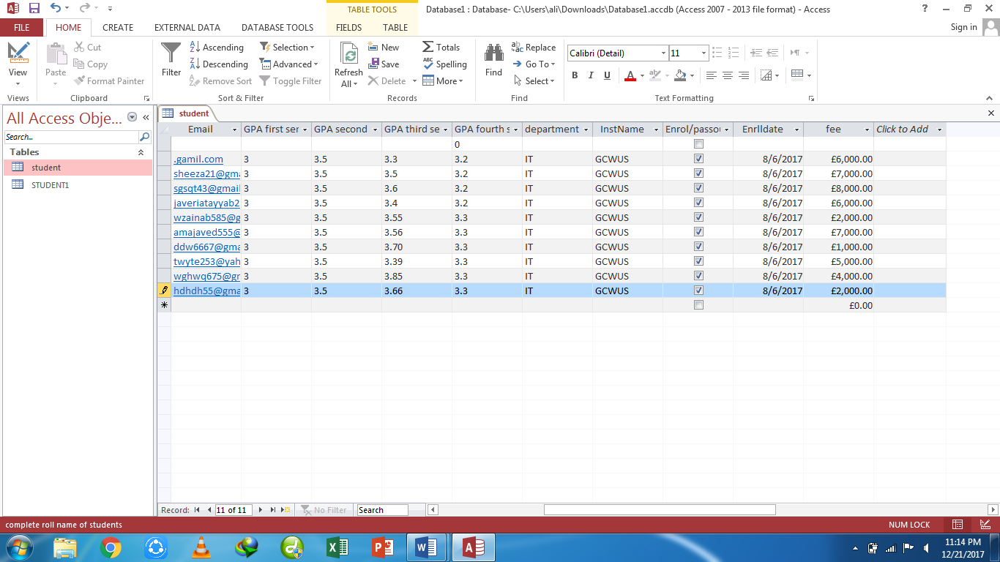 Database1 : Database- C:\Users\ali\Downloads\Database1.accdb (Access 2007 - 2013 file format) - Access
TABLE TOOLS
FILE HOME CREATE EXTERNAL DATA DATABASE TOOLS FIELDS TABLE Sign in
View
Views
Paste
Cut
Copy
Format Painter
Clipboard
Filter
Ascending
Descending
Remove Sort
Selection
Advanced
Toggle Filter
Sort & Filter
Refresh
All
New
Save
Delete
Totals
Spelling
More
Records
Find
Replace
Go To
Select
Find
Calibri (Detail) 11
B I U
Text Formatting
All Access Obje...
Search...
Tables
student
STUDENT1
student
Email GPA first ser GPA second GPA third se GPA fourth s department InstName Enrol/passou Enrlldate fee Click to Add
0
.gamil.com 3 3.5 3.3 3.2 IT GCWUS 8/6/2017 £6,000.00
sheeza21@gma 3 3.5 3.5 3.2 IT GCWUS 8/6/2017 £7,000.00
sgsqt43@gmail 3 3.5 3.6 3.2 IT GCWUS 8/6/2017 £8,000.00
javeriatayyab2 3 3.5 3.4 3.2 IT GCWUS 8/6/2017 £6,000.00
wzainab585@g 3 3.5 3.55 3.3 IT GCWUS 8/6/2017 £2,000.00
amajaved555@ 3 3.5 3.56 3.3 IT GCWUS 8/6/2017 £7,000.00
ddw6667@gma 3 3.5 3.70 3.3 IT GCWUS 8/6/2017 £1,000.00
twyte253@yah 3 3.5 3.39 3.3 IT GCWUS 8/6/2017 £5,000.00
wghwq675@gr 3 3.5 3.85 3.3 IT GCWUS 8/6/2017 £4,000.00
hdhdh55@gma 3 3.5 3.66 3.3 IT GCWUS 8/6/2017 £2,000.00
£0.00
Record: 11 of 11 No Filter Search
complete roll name of students NUM LOCK
11:14 PM
12/21/2017